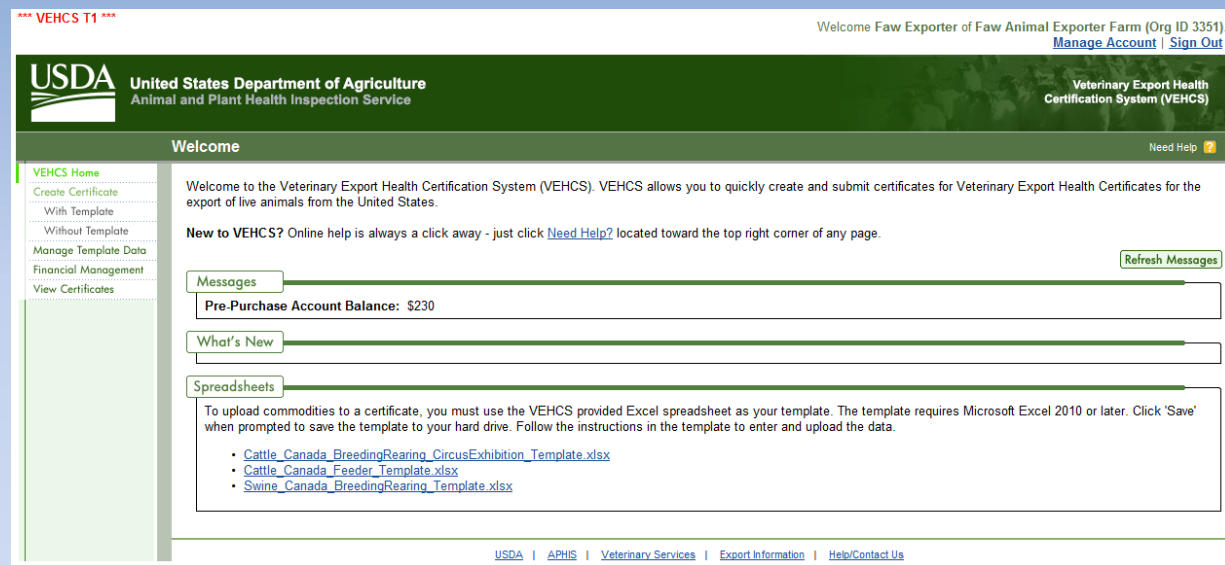 *** VEHCS T1 ***
Welcome Faw Exporter of Faw Animal Exporter Farm (Org ID 3351)
Manage Account | Sign Out
USDA
United States Department of Agriculture
Animal and Plant Health Inspection Service
Veterinary Export Health
Certification System (VEHCS)
Welcome
Need Help ?
VEHCS Home
Create Certificate
With Template
Without Template
Manage Template Data
Financial Management
View Certificates
Welcome to the Veterinary Export Health Certification System (VEHCS). VEHCS allows you to quickly create and submit certificates for Veterinary Export Health Certificates for the
export of live animals from the United States.
New to VEHCS? Online help is always a click away - just click Need Help? located toward the top right corner of any page.
Refresh Messages
Messages
Pre-Purchase Account Balance: $230
What's New
Spreadsheets
To upload commodities to a certificate, you must use the VEHCS provided Excel spreadsheet as your template. The template requires Microsoft Excel 2010 or later. Click 'Save'
when prompted to save the template to your hard drive. Follow the instructions in the template to enter and upload the data.
• Cattle_Canada_BreedingRearing_CircusExhibition_Template.xlsx
• Cattle_Canada_Feeder_Template.xlsx
• Swine_Canada_BreedingRearing_Template.xlsx
USDA | APHIS | Veterinary Services | Export Information | Help/Contact Us